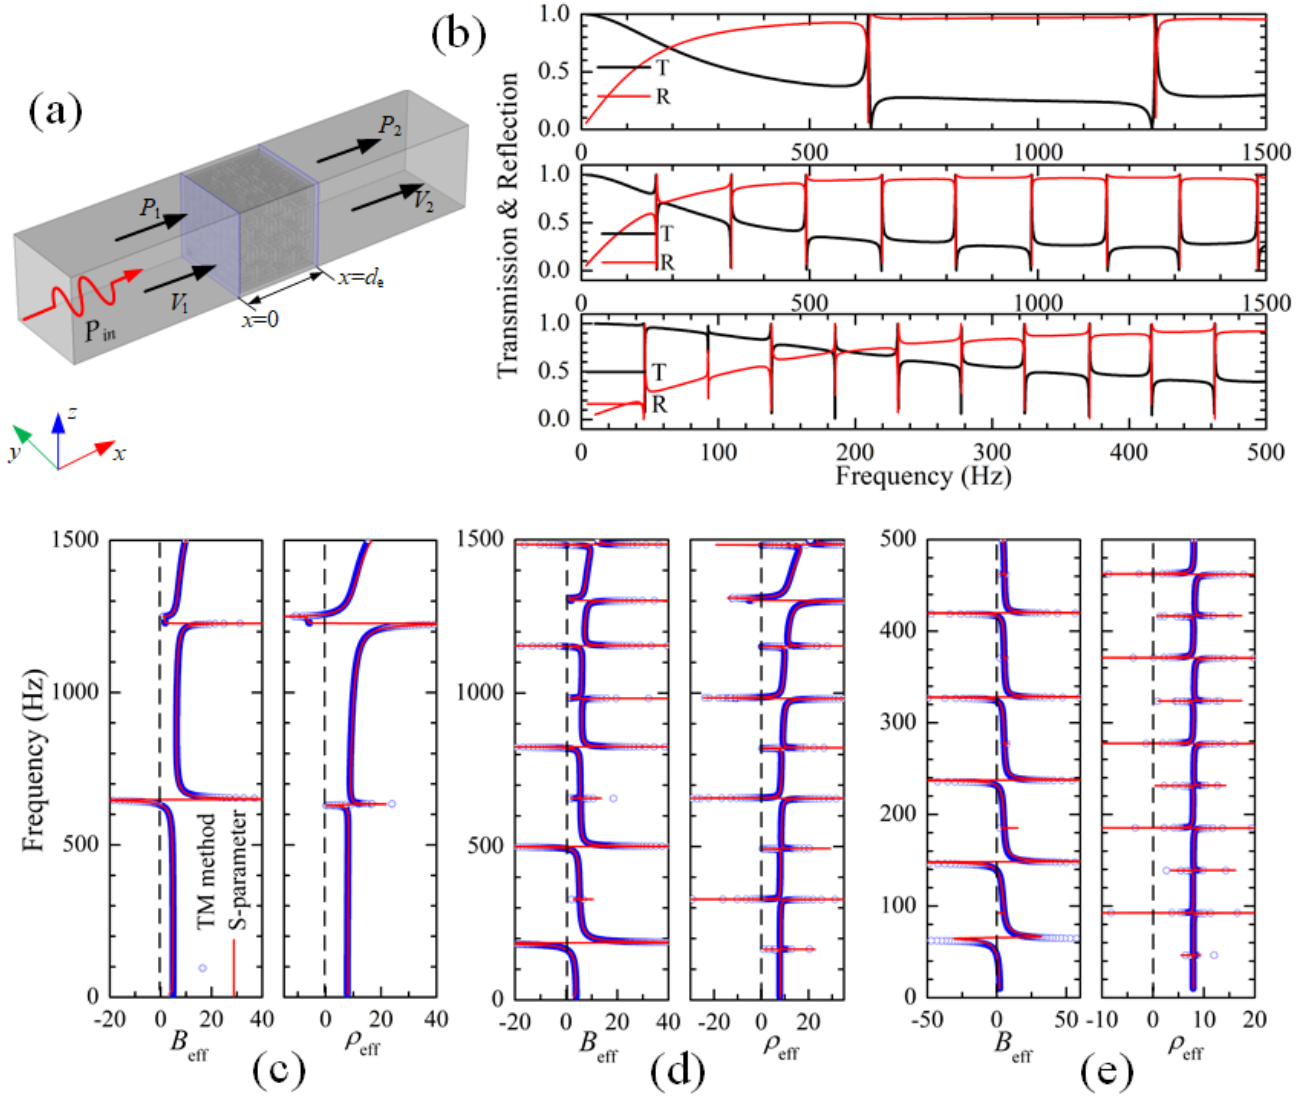 (a)
P1
P2
V1
V2
Pin
x=0
x=de
x
y
z
(b)
Transmission & Reflection
1.0
0.5
0.0
T
R
0 500 1000 1500
1.0
0.5
0.0
T
R
0 500 1000 1500
1.0
0.5
0.0
T
R
0 100 200 300 400 500
Frequency (Hz)
Frequency (Hz)
1500
1000
500
0
TM method
S-parameter
-20 0 20 40
Beff
0 20 40
ρeff
(c)
1500
1000
500
0
-20 0 20 40
Beff
-30 0 30
ρeff
(d)
500
400
300
200
100
0
-50 0 50
Beff
-10 0 10 20
ρeff
(e)